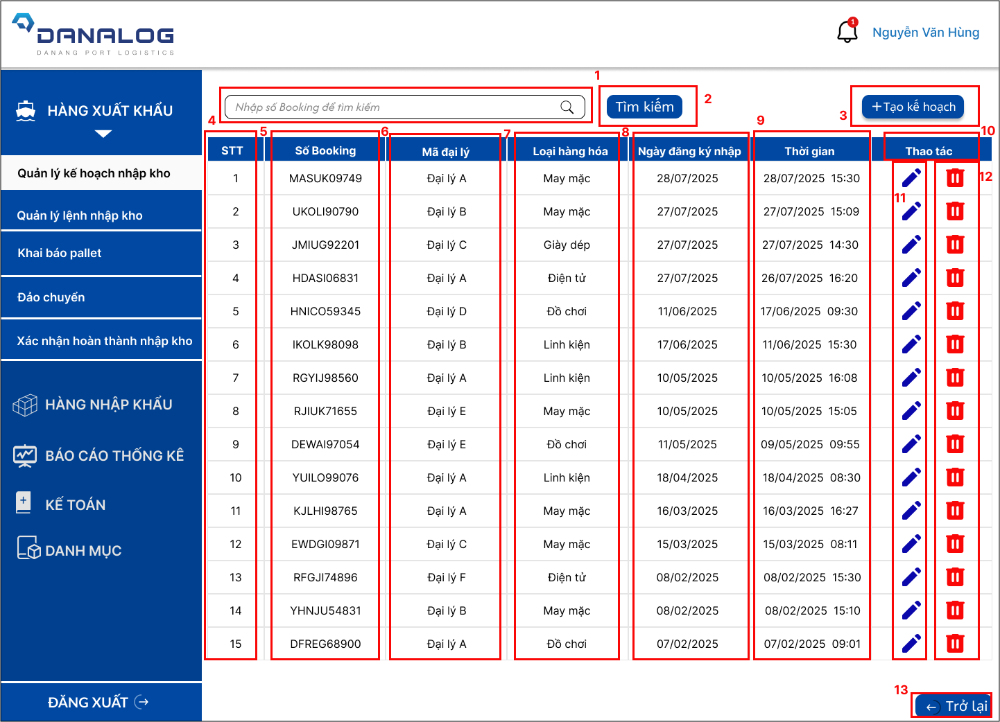 DANALOG
DANANG PORT LOGISTICS
1
Nguyễn Văn Hùng
HÀNG XUẤT KHẨU
Quản lý kế hoạch nhập kho
Quản lý lệnh nhập kho
Khai báo pallet
Đảo chuyển
Xác nhận hoàn thành nhập kho
HÀNG NHẬP KHẨU
BÁO CÁO THỐNG KÊ
KẾ TOÁN
DANH MỤC
ĐĂNG XUẤT
1
Nhập số Booking để tìm kiếm
Tìm kiếm
2
3
+Tạo kế hoạch
4 5 6 7 8 9 10
STT Số Booking Mã đại lý Loại hàng hóa Ngày đăng ký nhập Thời gian Thao tác
1 MASUK09749 Đại lý A May mặc 28/07/2025 28/07/2025 15:30
12
11
2 UKOLI90790 Đại lý B May mặc 27/07/2025 27/07/2025 15:09
3 JMIUG92201 Đại lý C Giày dép 27/07/2025 27/07/2025 14:30
4 HDASI06831 Đại lý A Điện tử 27/07/2025 26/07/2025 16:20
5 HNICO59345 Đại lý D Đồ chơi 11/06/2025 17/06/2025 09:30
6 IKOLK98098 Đại lý B Linh kiện 17/06/2025 11/06/2025 15:30
7 RGYIJ98560 Đại lý A Linh kiện 10/05/2025 10/05/2025 16:08
8 RJIUK71655 Đại lý E May mặc 10/05/2025 10/05/2025 15:05
9 DEWAI97054 Đại lý E Đồ chơi 11/05/2025 09/05/2025 09:55
10 YUILO99076 Đại lý A Linh kiện 18/04/2025 18/04/2025 08:30
11 KJLHI98765 Đại lý A May mặc 16/03/2025 16/03/2025 16:27
12 EWDGI09871 Đại lý C May mặc 15/03/2025 15/03/2025 08:11
13 RFGJI74896 Đại lý F Điện tử 08/02/2025 08/02/2025 15:30
14 YHNJU54831 Đại lý B May mặc 08/02/2025 08/02/2025 15:10
15 DFREG68900 Đại lý A Đồ chơi 07/02/2025 07/02/2025 09:01
13
Trở lại